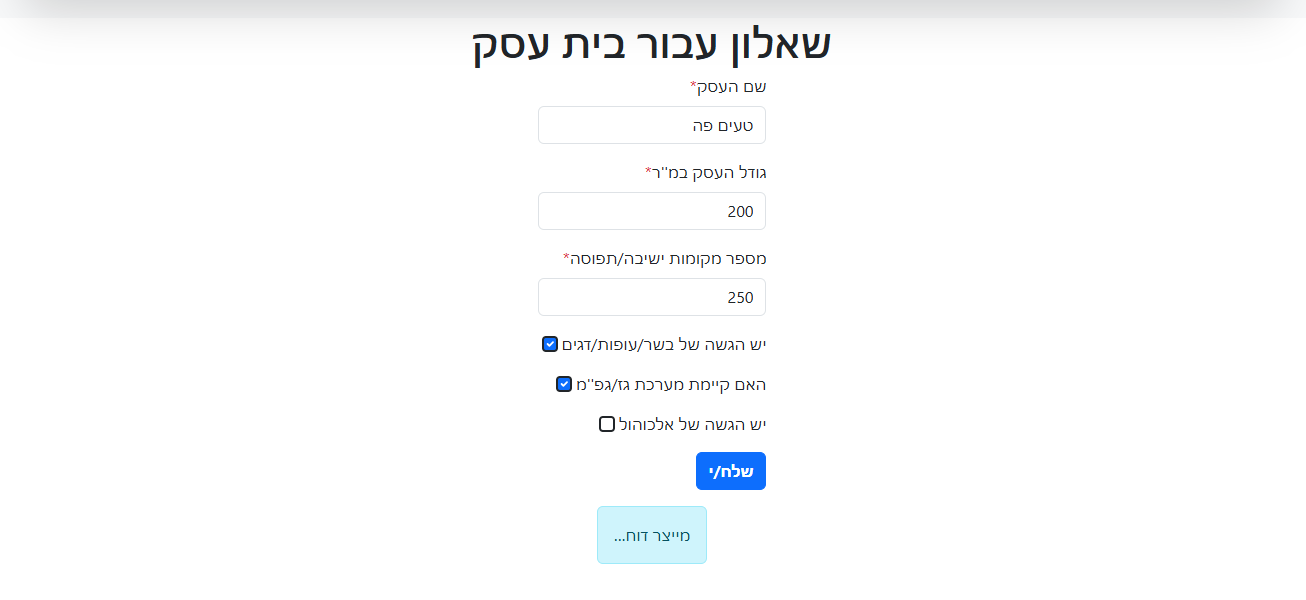 שאלון עבור בית עסק
שם העסק*
טעים פה
גודל העסק במ''ר*
200
מספר מקומות ישיבה/תפוסה*
250
יש הגשה של בשר/עופות/דגים
האם קיימת מערכת גז/גפ''מ
יש הגשה של אלכוהול
שלח/י
מייצר דוח...